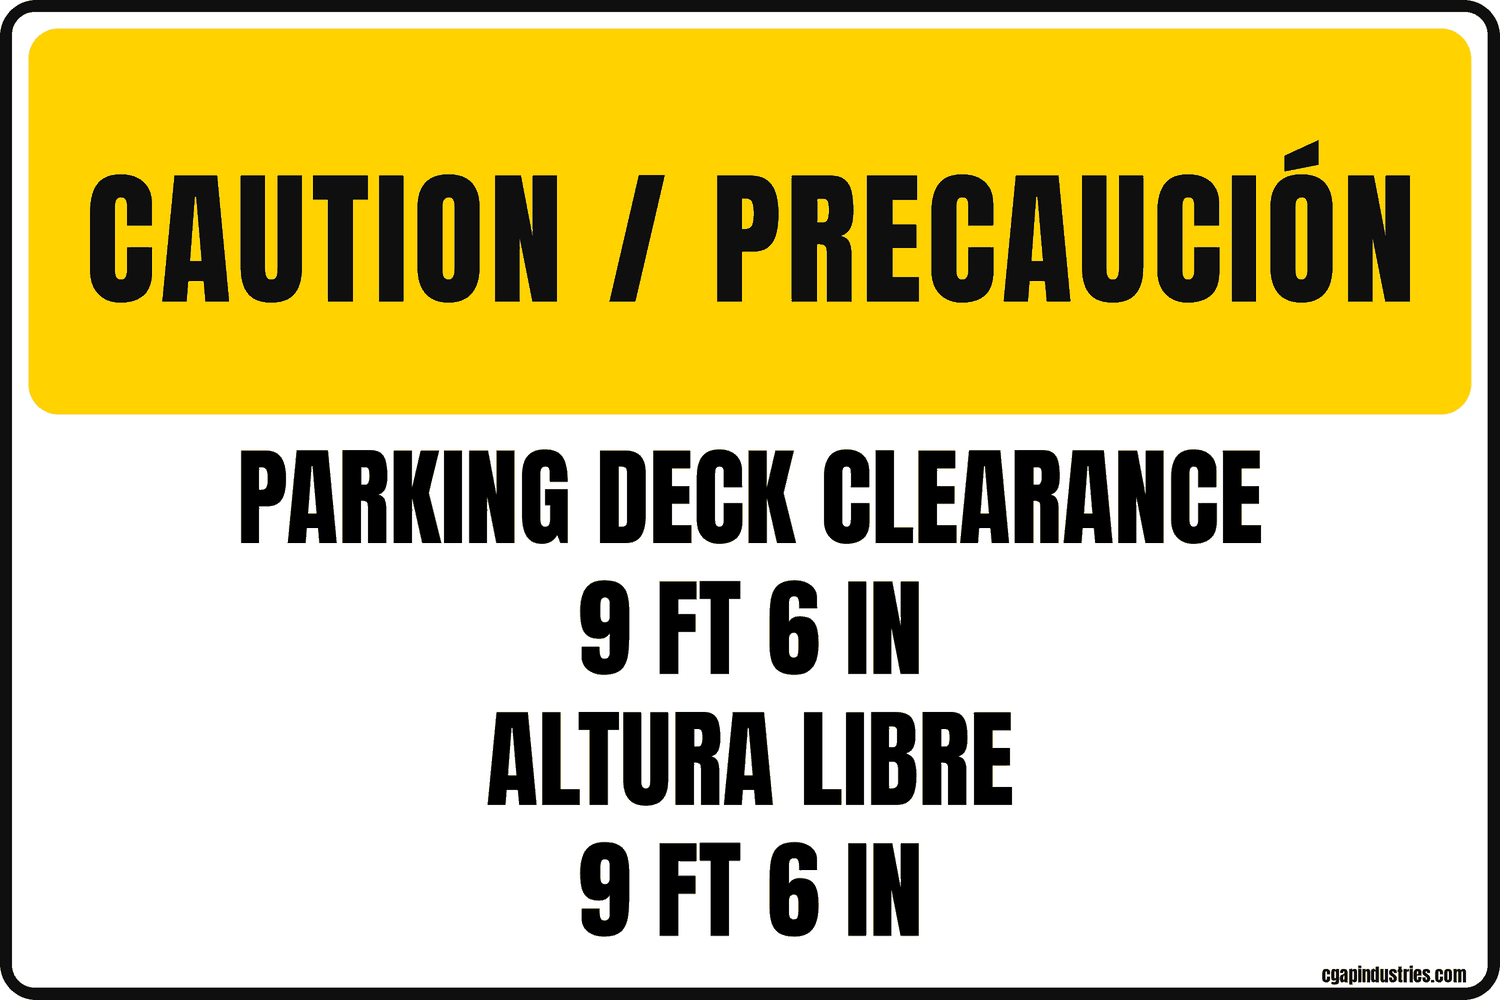 CAUTION / PRECAUCIÓN
PARKING DECK CLEARANCE
9 FT 6 IN
ALTURA LIBRE
9 FT 6 IN
cgapindustries.com